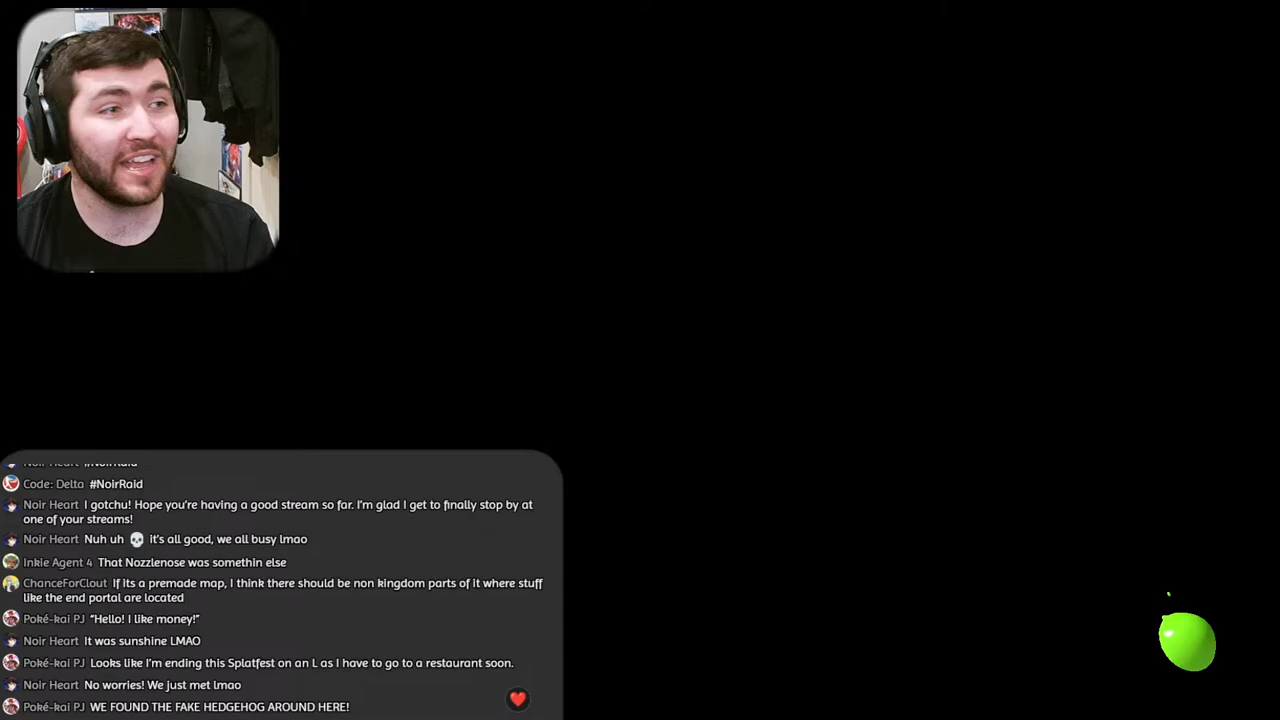 Noir Heart #NoirRaid
Code: Delta #NoirRaid
Noir Heart I gotchu! Hope you're having a good stream so far. I'm glad I get to finally stop by at
one of your streams!
Noir Heart Nuh uh 💀 it's all good, we all busy lmao
Inkie Agent 4 That Nozzlenose was somethin else
ChanceForClout If its a premade map, I think there should be non kingdom parts of it where stuff
like the end portal are located
Poké-kai PJ “Hello! I like money!”
Noir Heart It was sunshine LMAO
Poké-kai PJ Looks like I'm ending this Splatfest on an L as I have to go to a restaurant soon.
Noir Heart No worries! We just met lmao
Poké-kai PJ WE FOUND THE FAKE HEDGEHOG AROUND HERE!